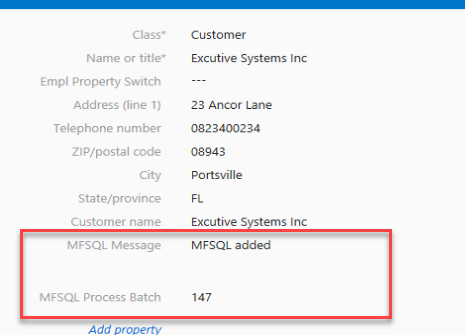 Class* Customer
Name or title* Excutive Systems Inc
Empl Property Switch ---
Address (line 1) 23 Ancor Lane
Telephone number 0823400234
ZIP/postal code 08943
City Portsville
State/province FL
Customer name Excutive Systems Inc
MFSQL Message MFSQL added
MFSQL Process Batch 147
Add property